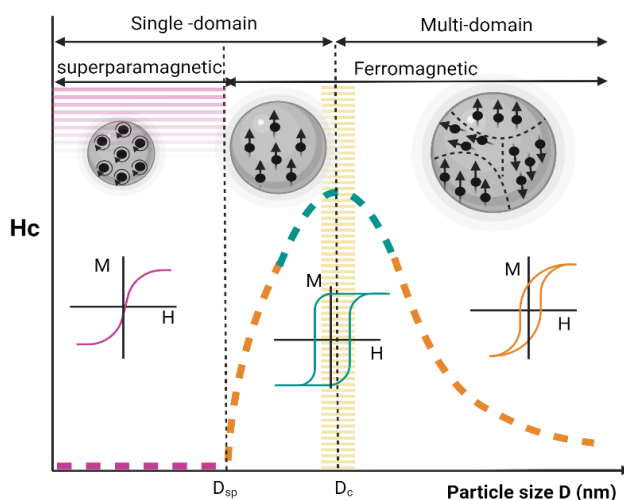 Single -domain
Multi-domain
superparamagnetic
Ferromagnetic
Hc
M
H
M
H
M
H
Dsp
Dc
Particle size D (nm)